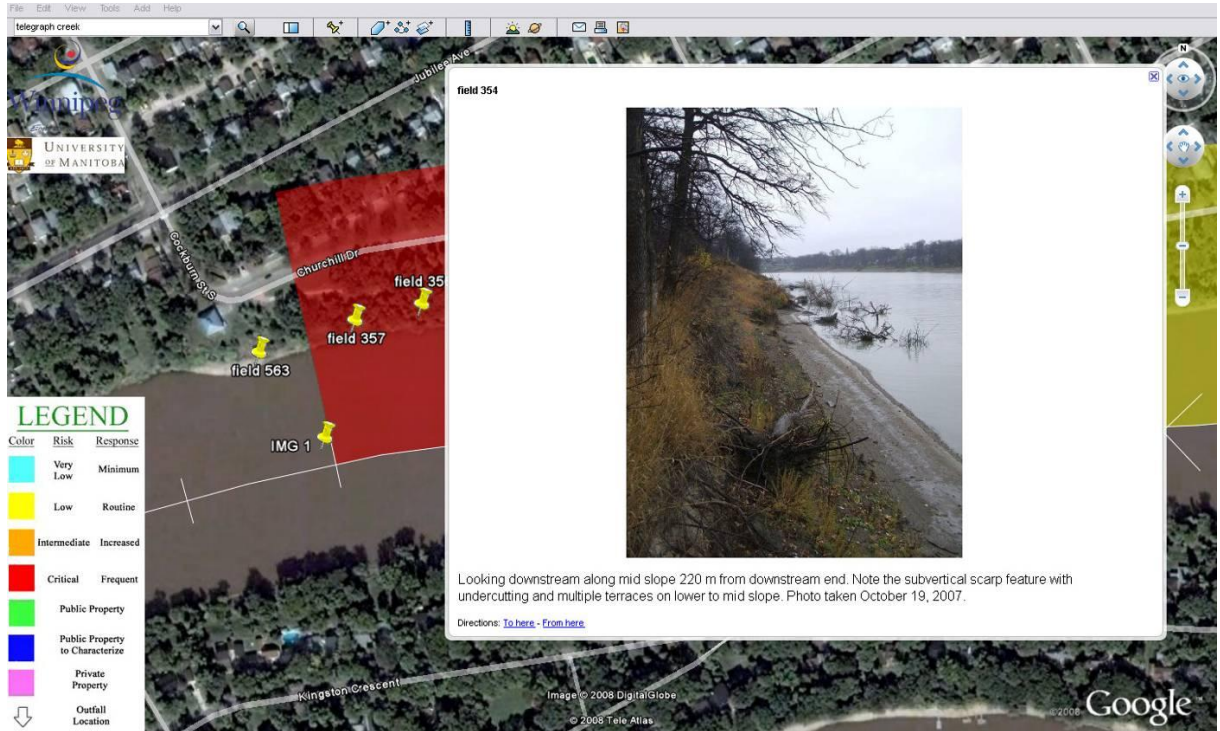 File Edit View Tools Add Help
telegraph creek
Winnipeg
UNIVERSITY
OF MANITOBA
Jubilee Ave
Cockburn St S
Churchill Dr
field 35
field 357
field 563
IMG 1
field 354
Looking downstream along mid slope 220 m from downstream end. Note the subvertical scarp feature with
undercutting and multiple terraces on lower to mid slope. Photo taken October 19, 2007.
Directions: To here - From here
N
LEGEND
Color Risk Response
Very Low Minimum
Low Routine
Intermediate Increased
Critical Frequent
Public Property
Public Property
to Characterize
Private
Property
Outfall
Location
Kingston Crescent
Image © 2008 DigitalGlobe
© 2008 Tele Atlas
©2008 Google